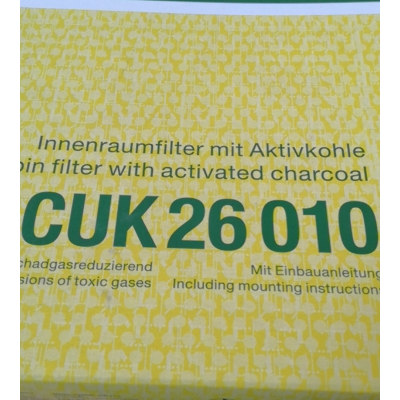 Innenraumfilter mit Aktivkohle
bin filter with activated charcoal
CUK 26 010
chadgasreduzierend
Mit Einbauanleitung
sions of toxic gases
Including mounting instructions